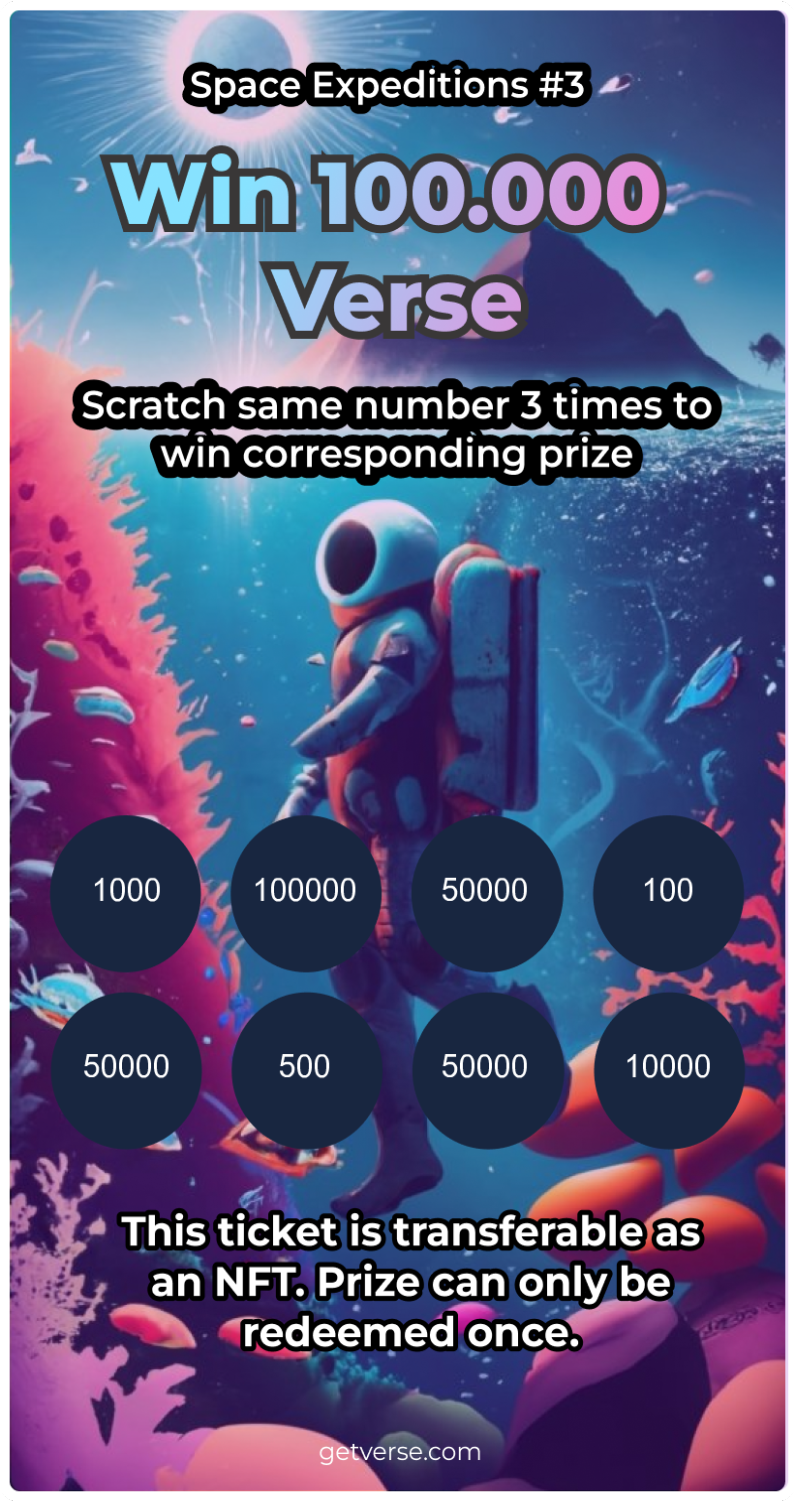 Space Expeditions #3
Win 100.000
Verse
Scratch same number 3 times to
win corresponding prize
1000 100000 50000 100
50000 500 50000 10000
This ticket is transferable as
an NFT. Prize can only be
redeemed once.
getverse.com